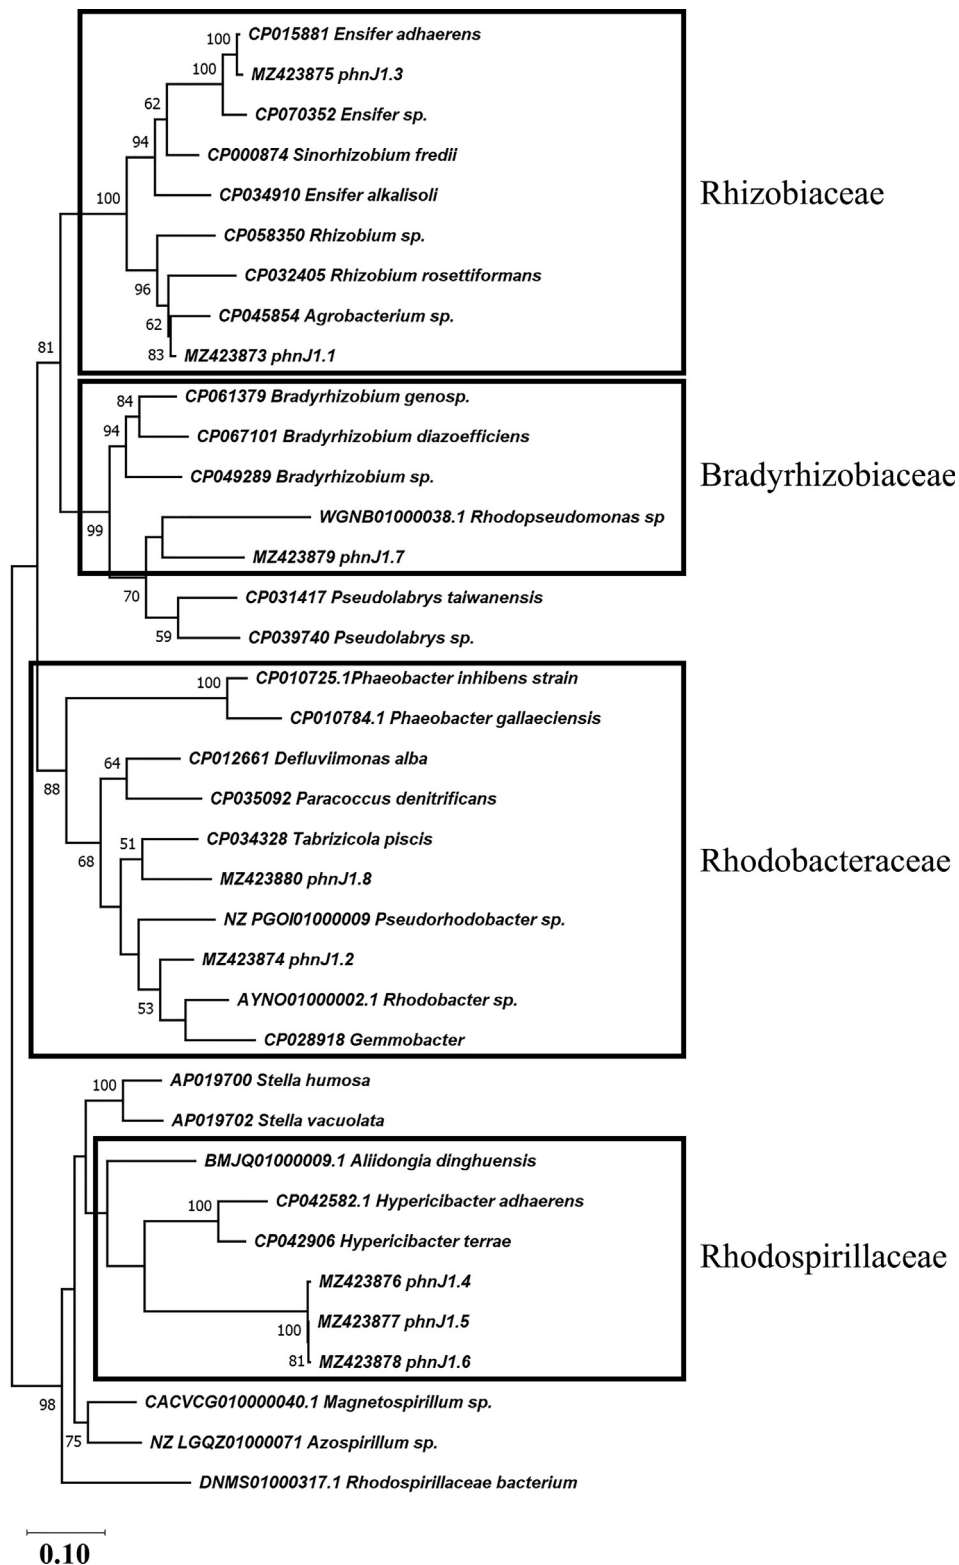 100
CP015881 Ensifer adhaerens
100
MZ423875 phnJ1.3
62
CP070352 Ensifer sp.
94
CP000874 Sinorhizobium fredii
100
CP034910 Ensifer alkalisoli
Rhizobiaceae
CP058350 Rhizobium sp.
96
CP032405 Rhizobium rosettiformans
62
CP045854 Agrobacterium sp.
81
83
MZ423873 phnJ1.1
84
CP061379 Bradyrhizobium genosp.
94
CP067101 Bradyrhizobium diazoefficiens
CP049289 Bradyrhizobium sp.
Bradyrhizobiaceae
99
WGNB01000038.1 Rhodopseudomonas sp
MZ423879 phnJ1.7
70
CP031417 Pseudolabrys taiwanensis
59
CP039740 Pseudolabrys sp.
100
CP010725.1Phaeobacter inhibens strain
CP010784.1 Phaeobacter gallaeciensis
64
CP012661 Defluviimonas alba
88
CP035092 Paracoccus denitrificans
51
CP034328 Tabrizicola piscis
68
Rhodobacteraceae
MZ423880 phnJ1.8
NZ PGOI01000009 Pseudorhodobacter sp.
MZ423874 phnJ1.2
53
AYNO01000002.1 Rhodobacter sp.
CP028918 Gemmobacter
100
AP019700 Stella humosa
AP019702 Stella vacuolata
BMJQ01000009.1 Aliidongia dinghuensis
100
CP042582.1 Hypericibacter adhaerens
CP042906 Hypericibacter terrae
Rhodospirillaceae
MZ423876 phnJ1.4
100
MZ423877 phnJ1.5
81
MZ423878 phnJ1.6
98
CACVCG010000040.1 Magnetospirillum sp.
75
NZ LGQZ01000071 Azospirillum sp.
DNMS01000317.1 Rhodospirillaceae bacterium
0.10